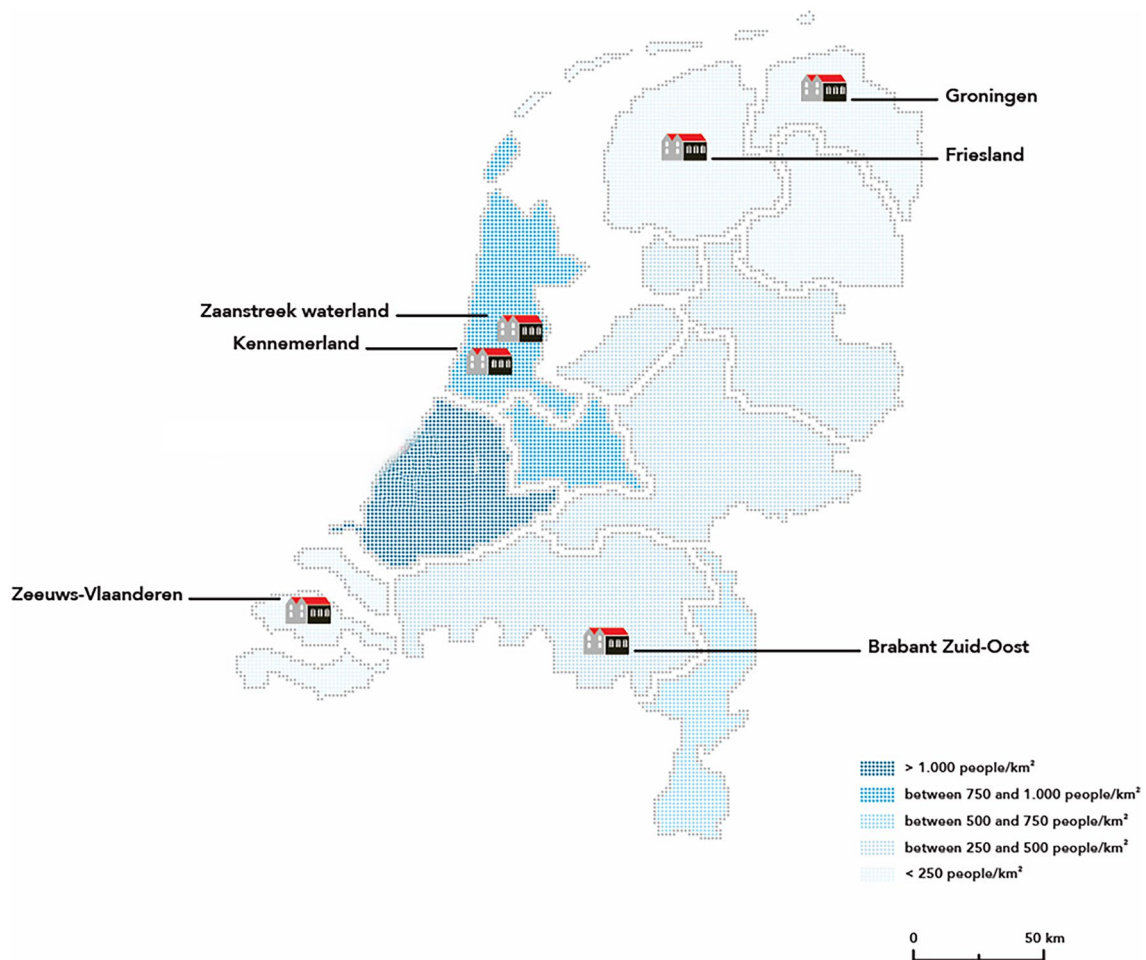 Groningen
Friesland
Zaanstreek waterland
Kennemerland
Zeeuws-Vlaanderen
Brabant Zuid-Oost
> 1.000 people/km²
between 750 and 1.000 people/km²
between 500 and 750 people/km²
between 250 and 500 people/km²
< 250 people/km²
0 50 km